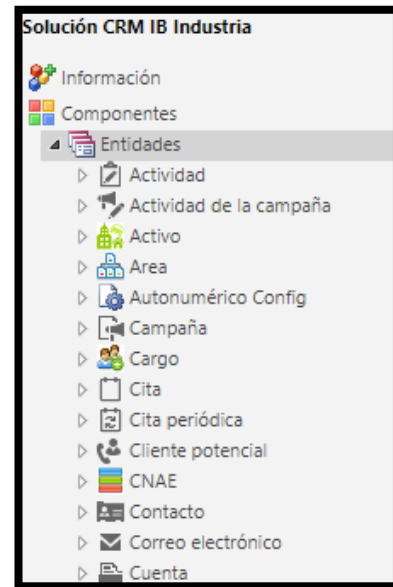 Solución CRM IB Industria
Información
Componentes
Entidades
Actividad
Actividad de la campaña
Activo
Area
Autonumérico Config
Campaña
Cargo
Cita
Cita periódica
Cliente potencial
CNAE
Contacto
Correo electrónico
Cuenta